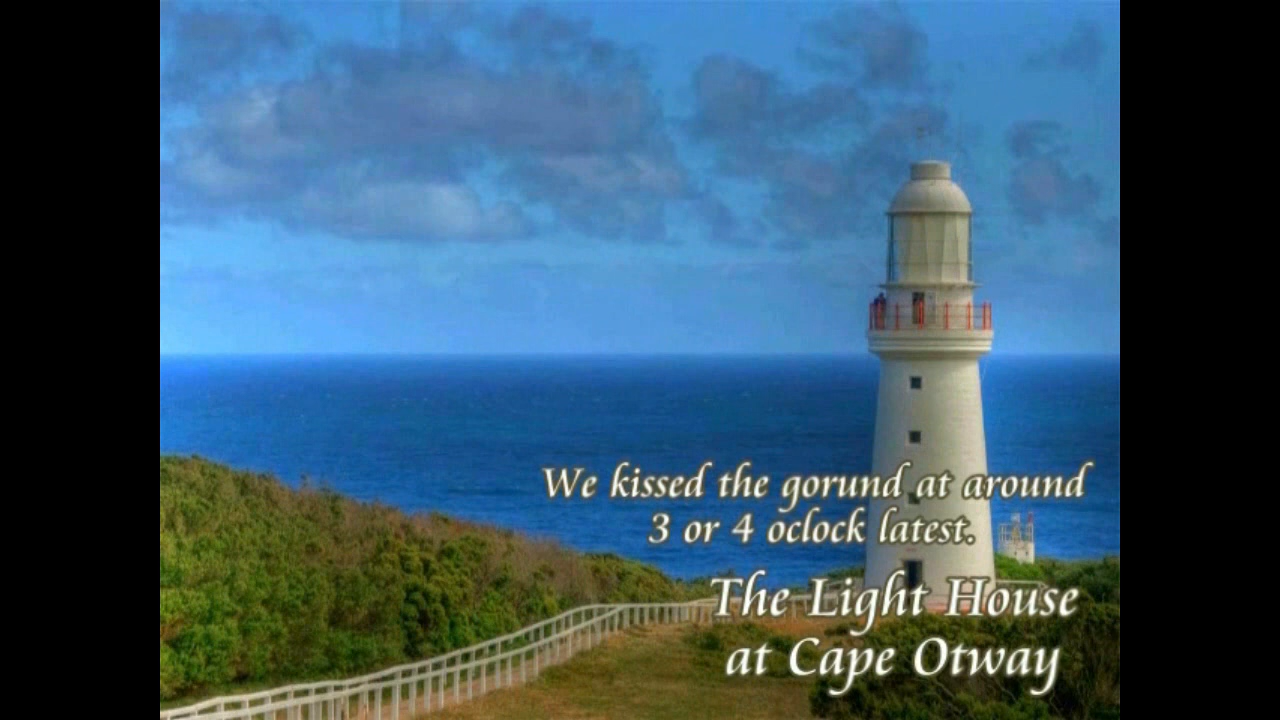 We kissed the gorund at around
3 or 4 oclock latest.
The Light House
at Cape Otway